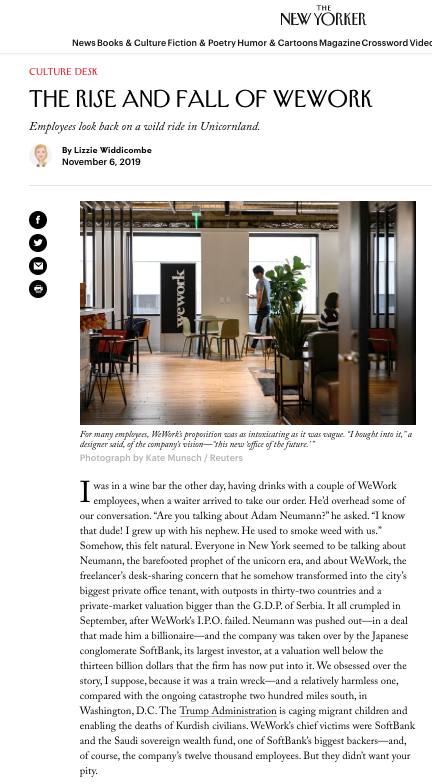 THE
NEW YORKER
News Books & Culture Fiction & Poetry Humor & Cartoons Magazine Crossword Video
CULTURE DESK
THE RISE AND FALL OF WEWORK
Employees look back on a wild ride in Unicornland.
By Lizzie Widdicombe
November 6, 2019
wework
For many employees, WeWork's proposition was as intoxicating as it was vague. "I bought into it," a
designer said, of the company's vision—"this new 'office of the future.'"
Photograph by Kate Munsch / Reuters
I was in a wine bar the other day, having drinks with a couple of WeWork
employees, when a waiter arrived to take our order. He'd overhead some of
our conversation. "Are you talking about Adam Neumann?" he asked. "I know
that dude! I grew up with his nephew. He used to smoke weed with us."
Somehow, this felt natural. Everyone in New York seemed to be talking about
Neumann, the barefooted prophet of the unicorn era, and about WeWork, the
freelancer's desk-sharing concern that he somehow transformed into the city's
biggest private office tenant, with outposts in thirty-two countries and a
private-market valuation bigger than the G.D.P. of Serbia. It all crumpled in
September, after WeWork's I.P.O. failed. Neumann was pushed out—in a deal
that made him a billionaire—and the company was taken over by the Japanese
conglomerate SoftBank, its largest investor, at a valuation well below the
thirteen billion dollars that the firm has now put into it. We obsessed over the
story, I suppose, because it was a train wreck—and a relatively harmless one,
compared with the ongoing catastrophe two hundred miles south, in
Washington, D.C. The Trump Administration is caging migrant children and
enabling the deaths of Kurdish civilians. WeWork's chief victims were SoftBank
and the Saudi sovereign wealth fund, one of SoftBank's biggest backers—and,
of course, the company's twelve thousand employees. But they didn't want your
pity.